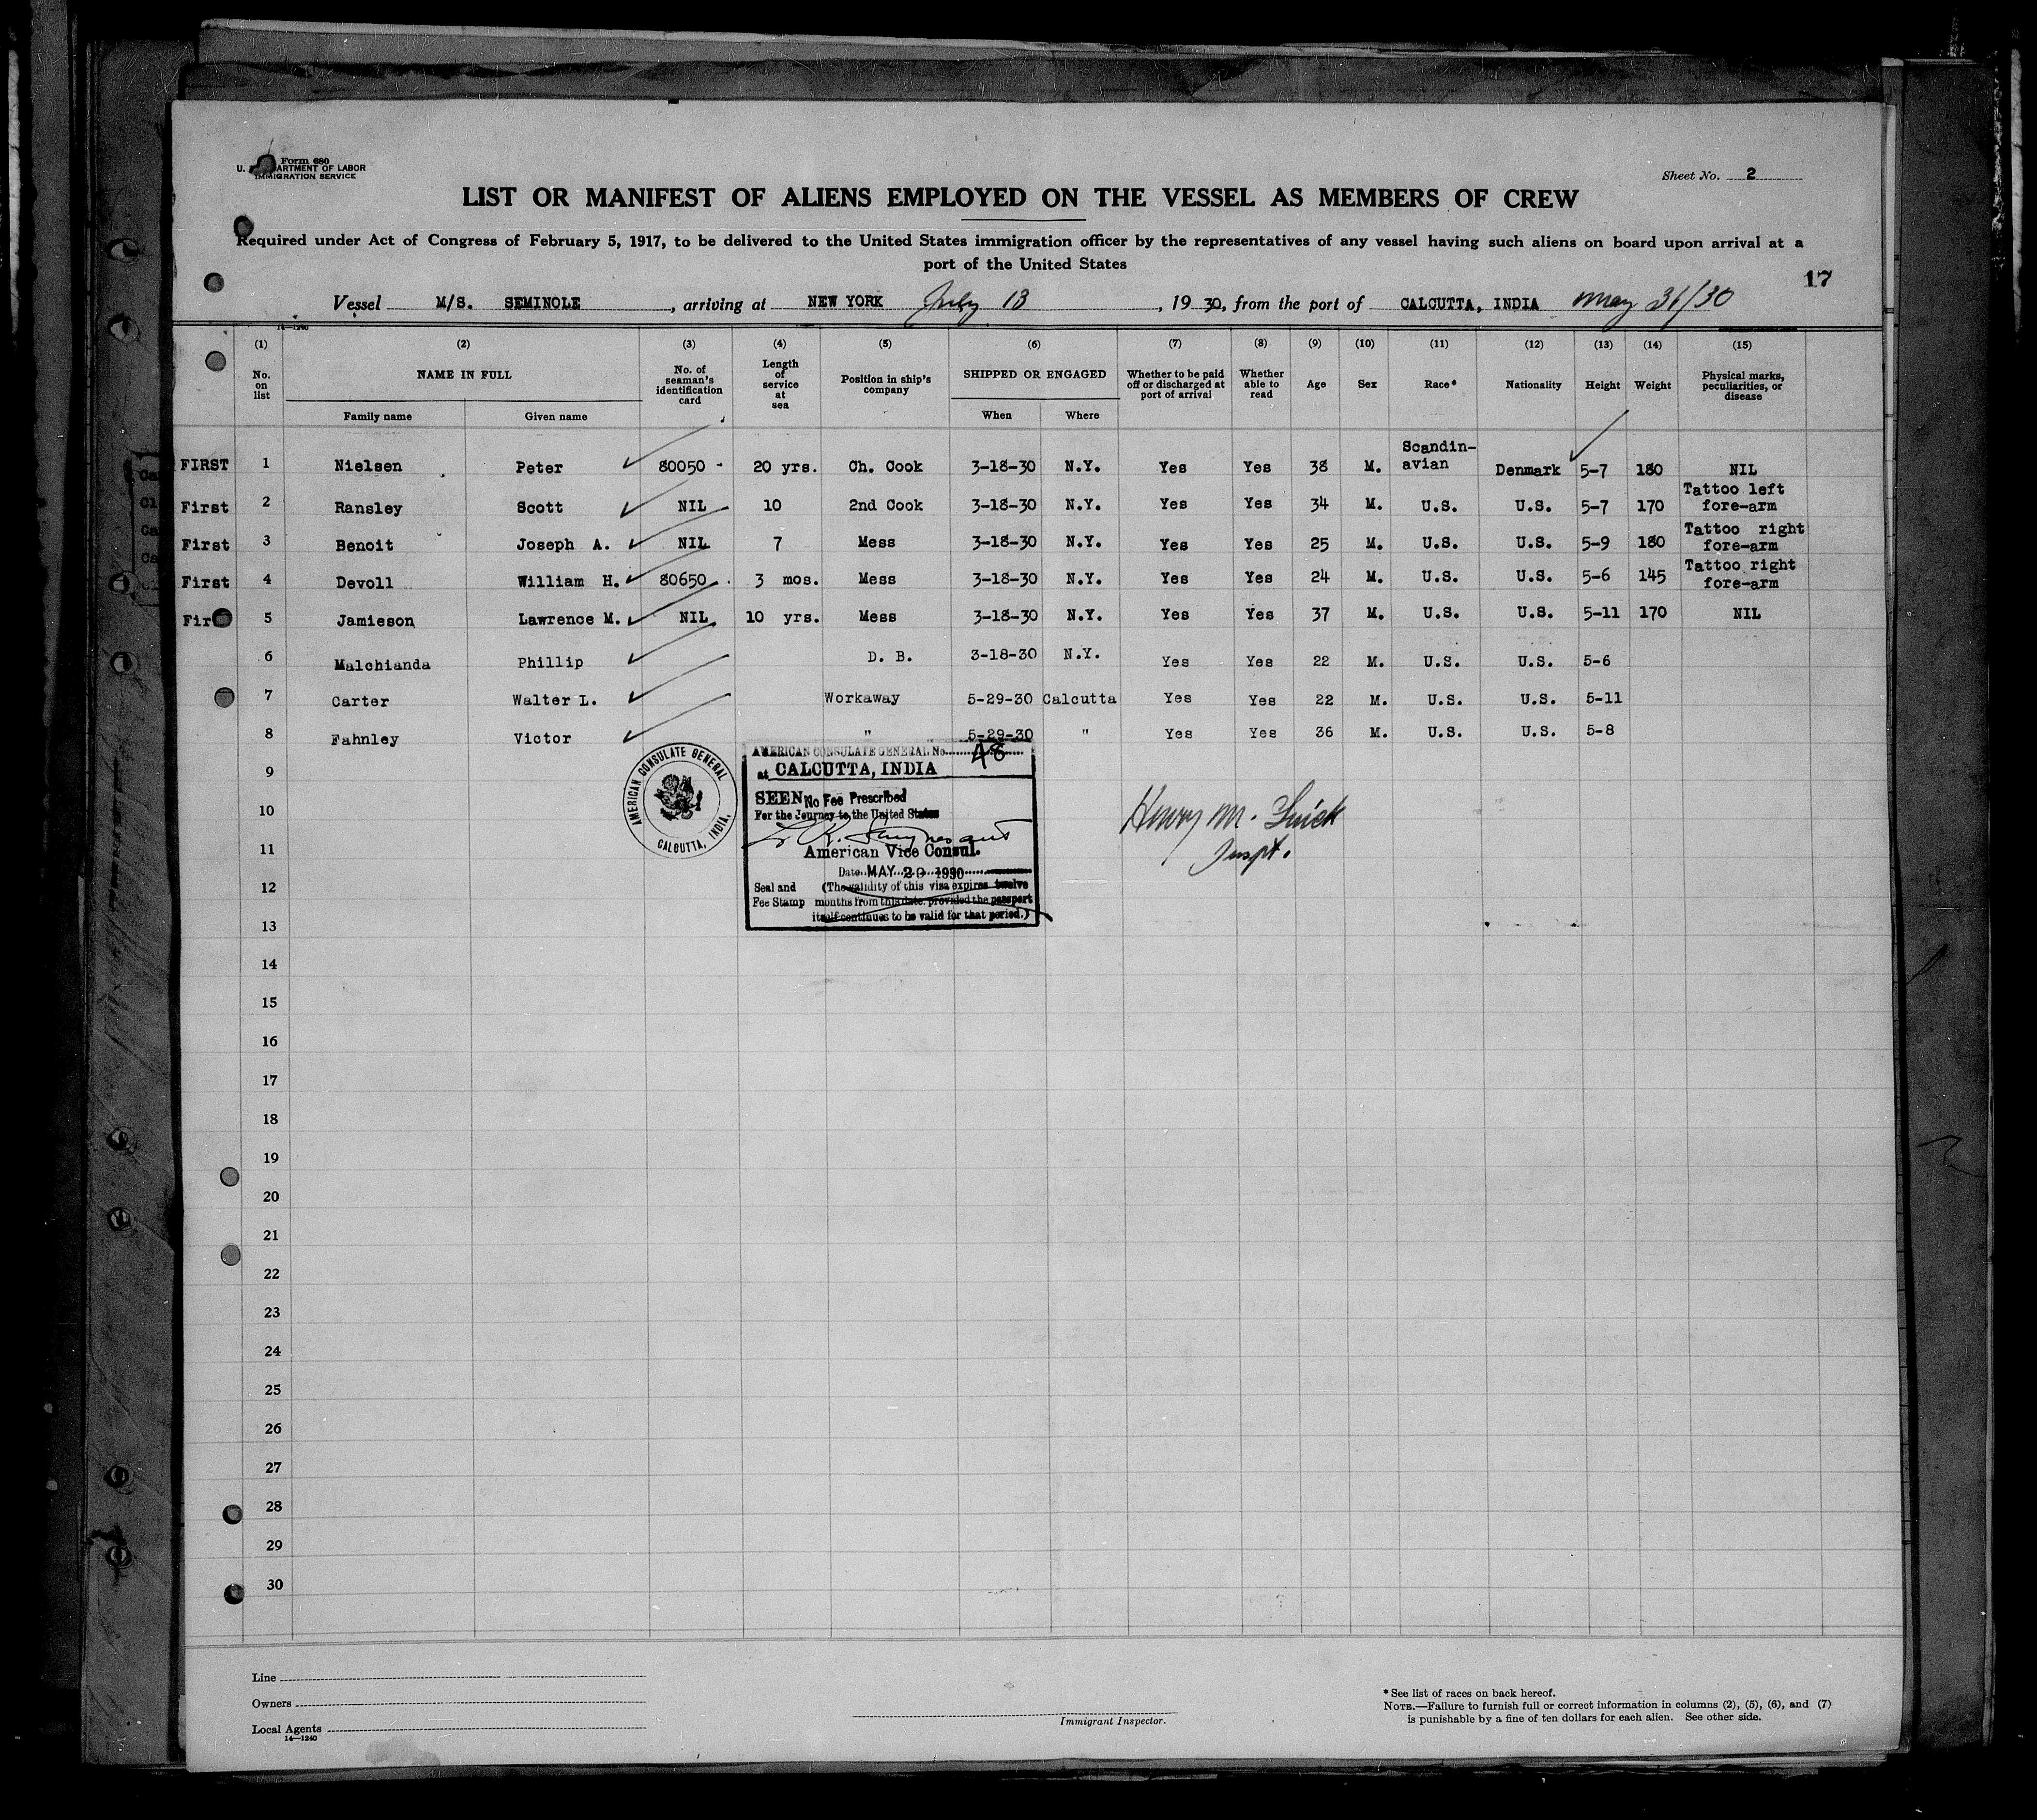 Form 680
U. S. DEPARTMENT OF LABOR
IMMIGRATION SERVICE
Sheet No. 2
LIST OR MANIFEST OF ALIENS EMPLOYED ON THE VESSEL AS MEMBERS OF CREW
Required under Act of Congress of February 5, 1917, to be delivered to the United States immigration officer by the representatives of any vessel having such aliens on board upon arrival at a
port of the United States
17
Vessel M/S. SEMINOLE, arriving at NEW YORK July 13, 1930, from the port of CALCUTTA, INDIA May 31/30
14—1240
(1) (2) (3) (4) (5) (6) (7) (8) (9) (10) (11) (12) (13) (14) (15)
No. on list NAME IN FULL Family name Given name No. of seaman's identification card Length of service at sea Position in ship's company SHIPPED OR ENGAGED When Where Whether to be paid off or discharged at port of arrival Whether able to read Age Sex Race* Nationality Height Weight Physical marks, peculiarities, or disease
FIRST 1 Nielsen Peter 80050 - 20 yrs. Ch. Cook 3-18-30 N.Y. Yes Yes 38 M. Scandin-avian Denmark 5-7 180 NIL
First 2 Ransley Scott NIL 10 2nd Cook 3-18-30 N.Y. Yes Yes 34 M. U.S. U.S. 5-7 170 Tattoo left fore-arm
First 3 Benoit Joseph A. NIL 7 Mess 3-18-30 N.Y. Yes Yes 25 M. U.S. U.S. 5-9 180 Tattoo right fore-arm
First 4 Devoll William H. 80650 3 mos. Mess 3-18-30 N.Y. Yes Yes 24 M. U.S. U.S. 5-6 145 Tattoo right fore-arm
First 5 Jamieson Lawrence M. NIL 10 yrs. Mess 3-18-30 N.Y. Yes Yes 37 M. U.S. U.S. 5-11 170 NIL
6 Malchianda Phillip D. B. 3-18-30 N.Y. Yes Yes 22 M. U.S. U.S. 5-6
7 Carter Walter L. Workaway 5-29-30 Calcutta Yes Yes 22 M. U.S. U.S. 5-11
8 Fahnley Victor " 5-29-30 " Yes Yes 36 M. U.S. U.S. 5-8
AMERICAN CONSULATE GENERAL
CALCUTTA, INDIA.
AMERICAN CONSULATE GENERAL No. 48
at CALCUTTA, INDIA
SEEN No Fee Prescribed
For the Journey to the United States
American Vice Consul.
Date MAY 20 1930
Seal and (The validity of this visa expires twelve
Fee Stamp months from this date, provided the passport
itself continues to be valid for that period.)
Henry M.
Inspt.
9
10
11
12
13
14
15
16
17
18
19
20
21
22
23
24
25
26
27
28
29
30
Line
Owners
Local Agents
14—1240
Immigrant Inspector.
*See list of races on back hereof.
NOTE.—Failure to furnish full or correct information in columns (2), (5), (6), and (7)
is punishable by a fine of ten dollars for each alien. See other side.